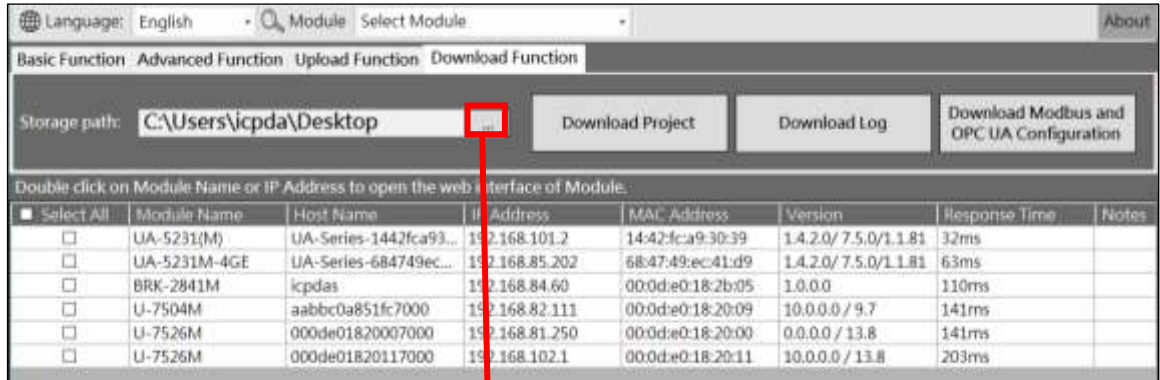 Language: English Module Select Module About
Basic Function Advanced Function Upload Function Download Function
Storage path: C:\Users\icpda\Desktop ... Download Project Download Log Download Modbus and
OPC UA Configuration
Double click on Module Name or IP Address to open the web interface of Module.
Select All Module Name Host Name IP Address MAC Address Version Response Time Notes
UA-5231(M) UA-Series-1442fca93... 192.168.101.2 14:42:fc:a9:30:39 1.4.2.0/ 7.5.0/1.1.81 32ms
UA-5231M-4GE UA-Series-684749ec... 192.168.85.202 68:47:49:ec:41:d9 1.4.2.0/ 7.5.0/1.1.81 63ms
BRK-2841M icpdas 192.168.84.60 00:0d:e0:18:2b:05 1.0.0.0 110ms
U-7504M aabbc0a851fc7000 192.168.82.111 00:0d:e0:18:20:09 10.0.0.0 / 9.7 141ms
U-7526M 000de01820007000 192.168.81.250 00:0d:e0:18:20:00 0.0.0.0 / 13.8 141ms
U-7526M 000de01820117000 192.168.102.1 00:0d:e0:18:20:11 10.0.0.0 / 13.8 203ms